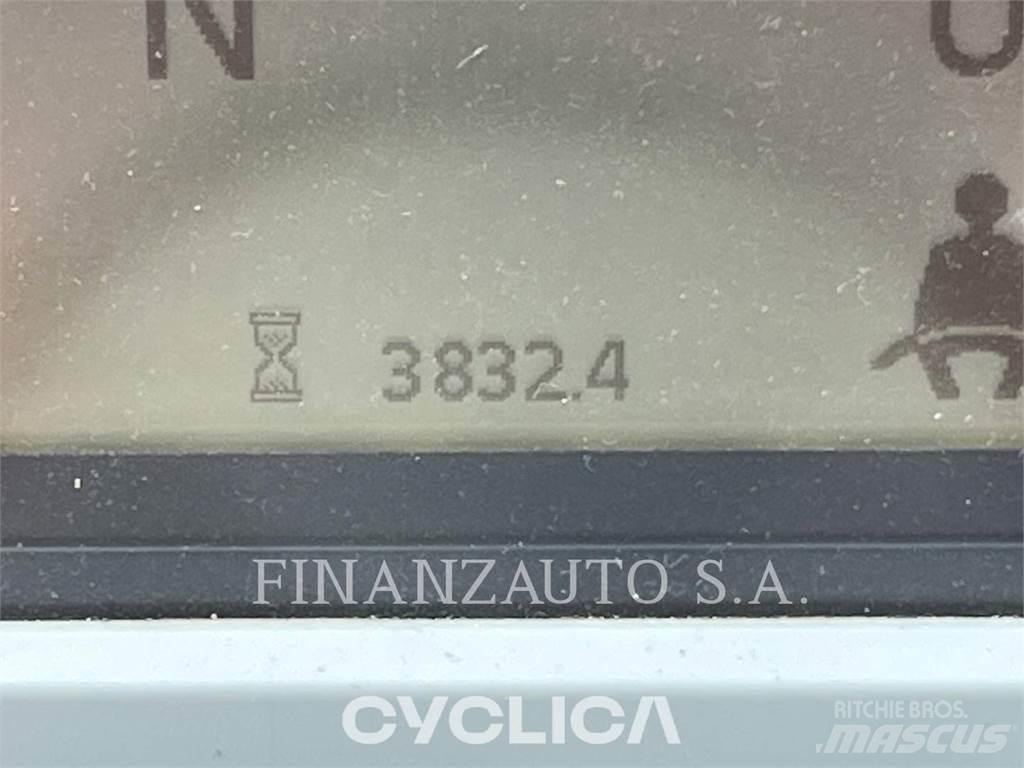 N
3832.4
FINANZAUTO S.A.
CYCLICA
RITCHIE BROS.
MASCUS